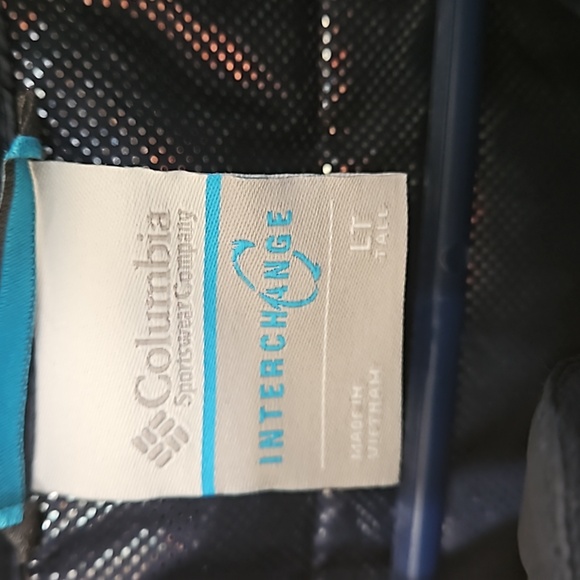 Columbia
Sportswear Company
INTERCHANGE
MADE IN
VIETNAM
LT
TALL